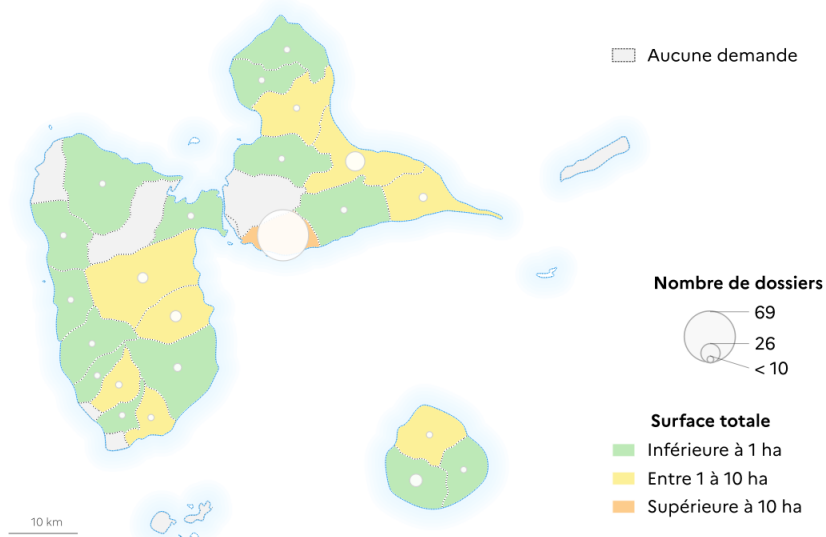 Aucune demande
Nombre de dossiers
69
26
< 10
Surface totale
Inférieure à 1 ha
Entre 1 à 10 ha
Supérieure à 10 ha
10 km